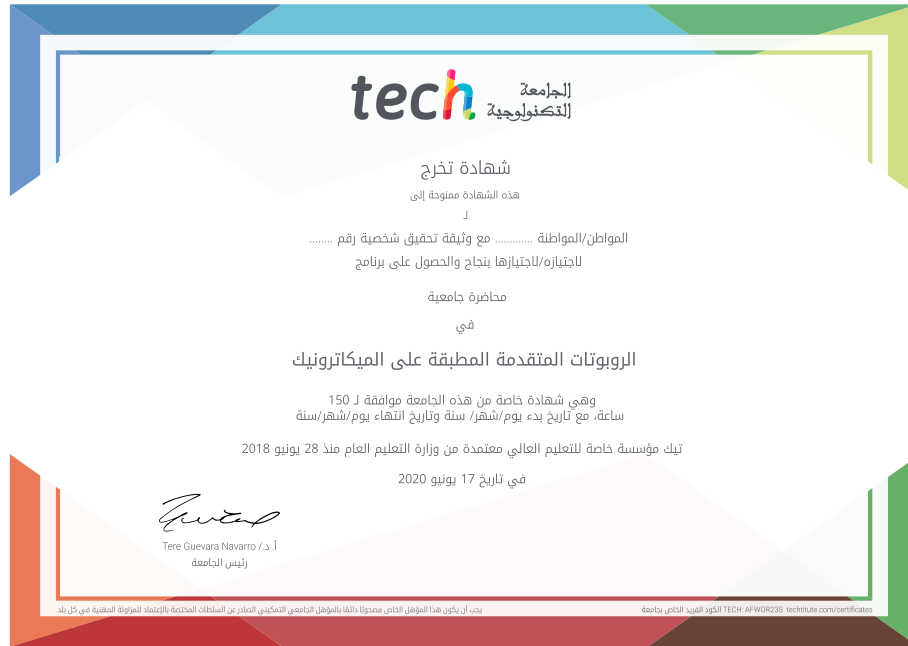 tech الجامعة
التكنولوجية
شهادة تخرج
هذه الشهادة ممنوحة إلى
لـ
المواطن/المواطنة ............. مع وثيقة تحقيق شخصية رقم ........
لاجتيازه/لاجتيازها بنجاح والحصول على برنامج
محاضرة جامعية
في
الروبوتات المتقدمة المطبقة على الميكاترونيك
وهي شهادة خاصة من هذه الجامعة موافقة لـ 150
ساعة، مع تاريخ بدء يوم/شهر/ سنة وتاريخ انتهاء يوم/شهر/سنة
تيك مؤسسة خاصة للتعليم العالي معتمدة من وزارة التعليم العام منذ 28 يونيو 2018
في تاريخ 17 يونيو 2020
أ. د./ Tere Guevara Navarro
رئيس الجامعة
يجب أن يكون هذا المؤهل الخاص مصحوبًا دائمًا بالمؤهل الجامعي التمكيني الصادر عن السلطات المختصة بالإعتماد للمزاولة المهنية في كل بلد.
الكود الفريد الخاص بجامعة TECH: AFWOR23S techtitute.com/certificates